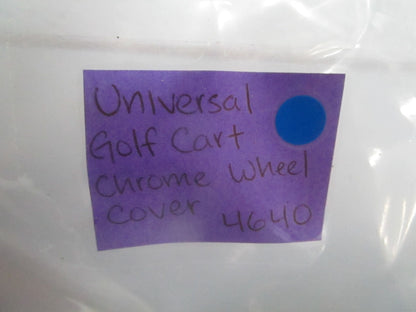 Universal
Golf Cart
Chrome Wheel
Cover 4640